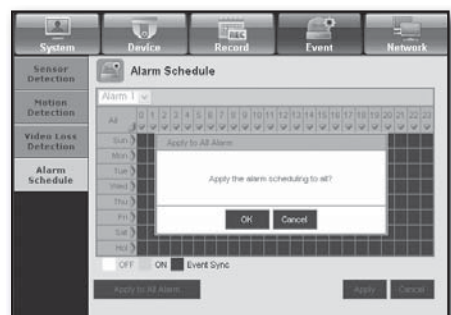 System Device Record Event Network
Sensor Detection
Motion Detection
Video Loss Detection
Alarm Schedule
Alarm Schedule
Alarm 1
All 0 1 2 3 4 5 6 7 8 9 10 11 12 13 14 15 16 17 18 19 20 21 22 23
Sun
Mon
Tue
Wed
Thu
Fri
Sat
Hol
Apply to All Alarm
Apply the alarm scheduling to all?
OK Cancel
OFF ON Event Sync
Apply to All Alarm Apply Cancel